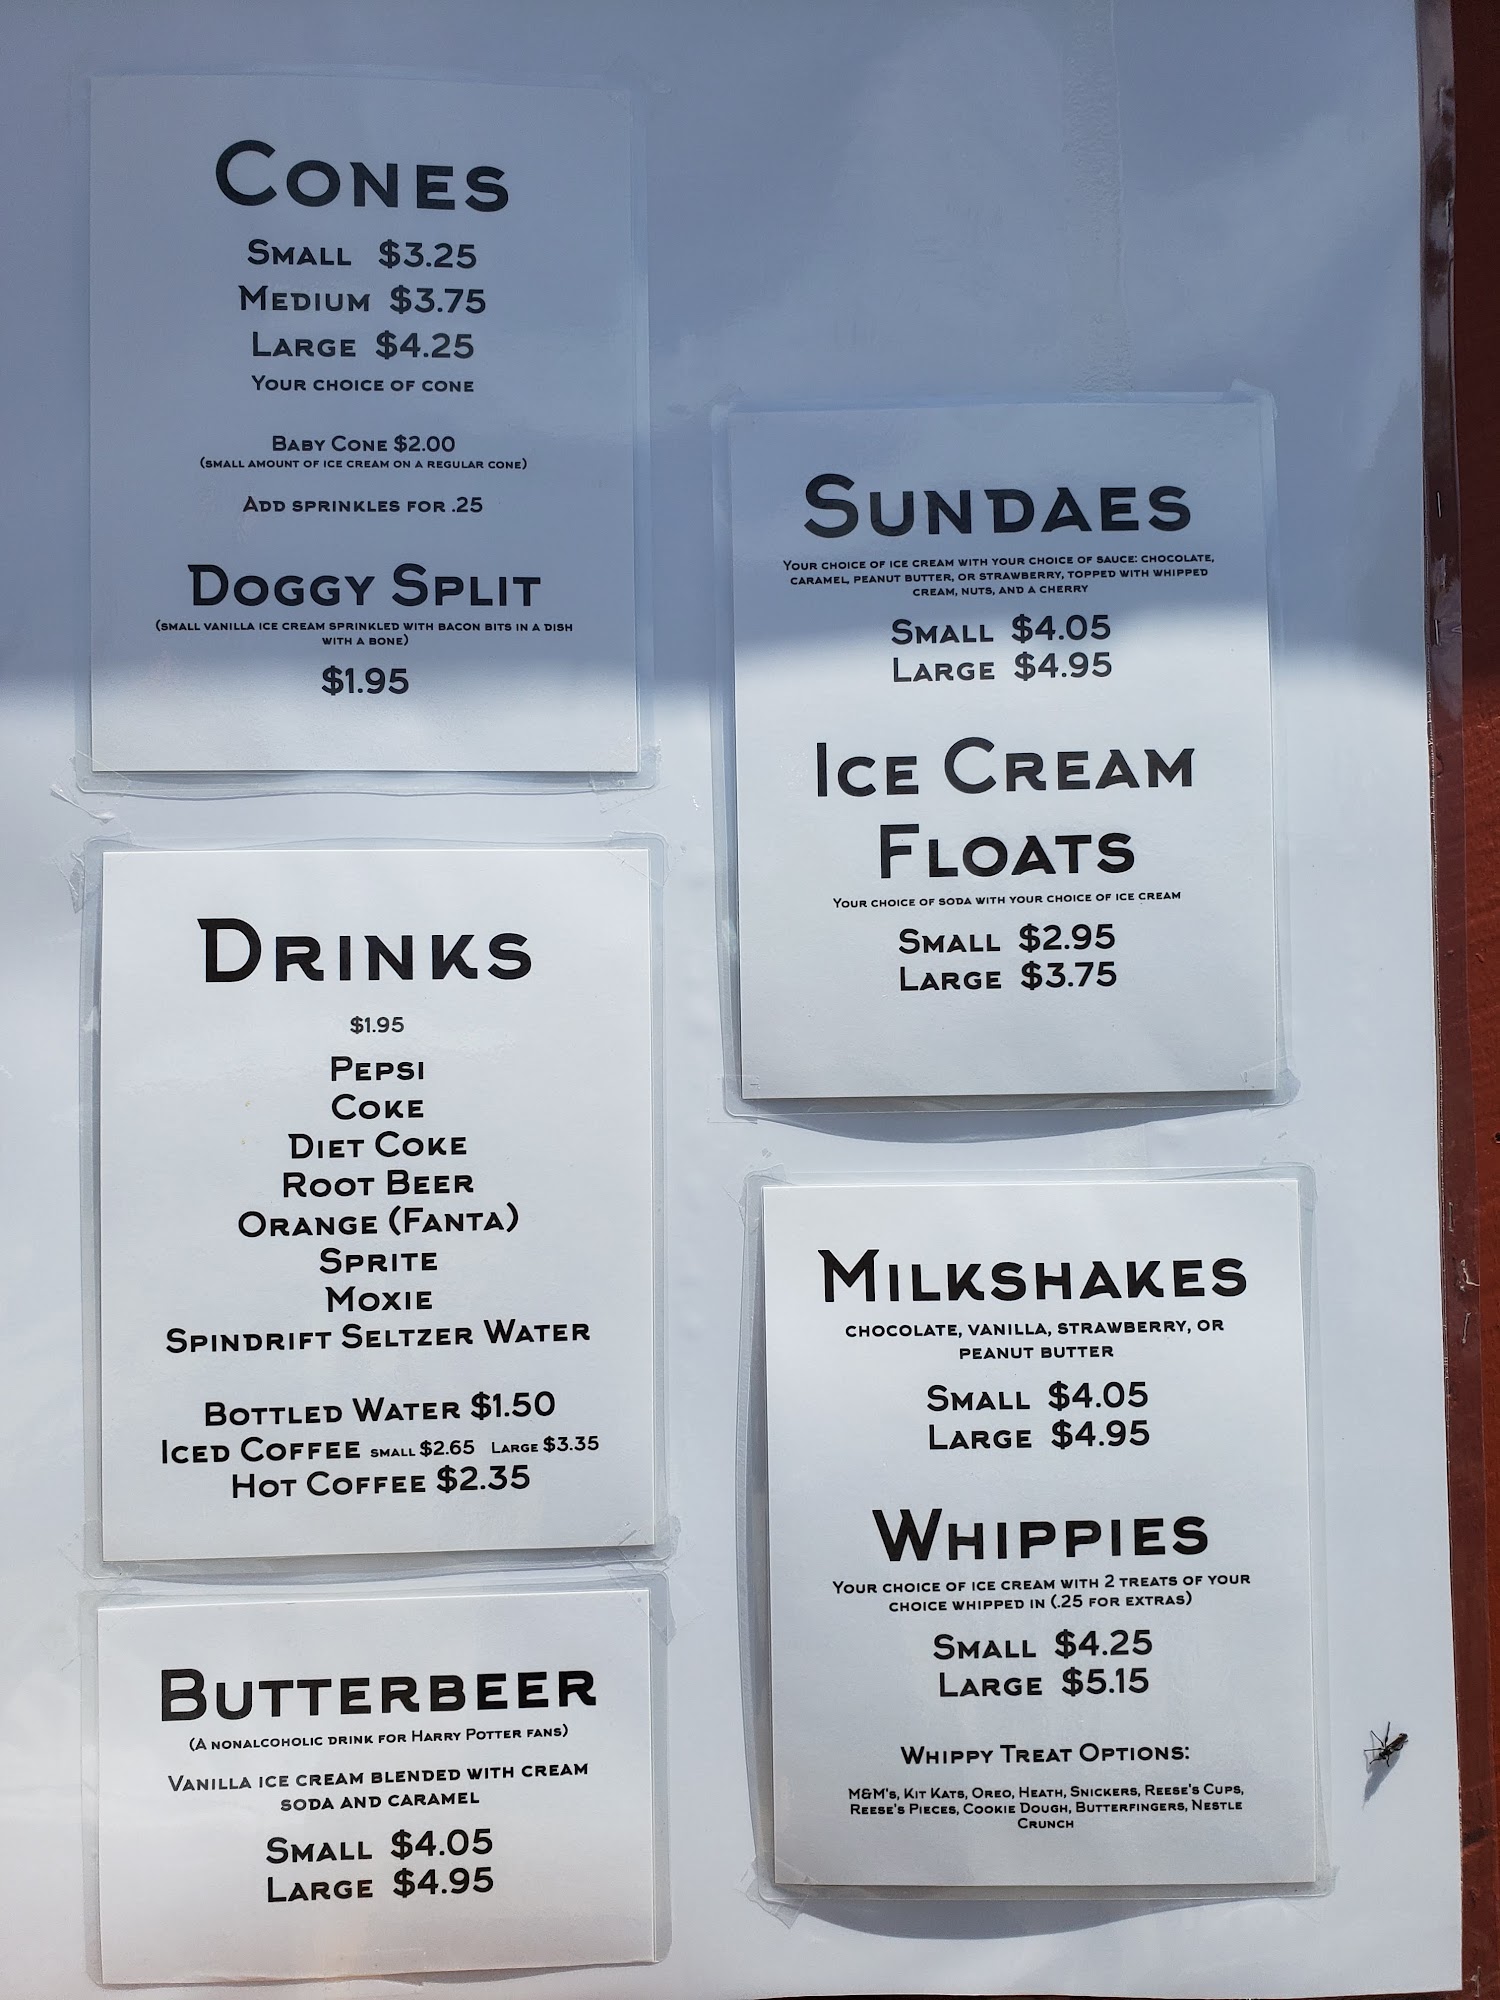 Cones
Small $3.25
Medium $3.75
Large $4.25
Your choice of cone
Baby Cone $2.00
(small amount of ice cream on a regular cone)
Add sprinkles for .25
Doggy Split
(small vanilla ice cream sprinkled with bacon bits in a dish
with a bone)
$1.95
Drinks
$1.95
Pepsi
Coke
Diet Coke
Root Beer
Orange (Fanta)
Sprite
Moxie
Spindrift Seltzer Water
Bottled Water $1.50
Iced Coffee small $2.65 Large $3.35
Hot Coffee $2.35
Butterbeer
(A nonalcoholic drink for Harry Potter fans)
Vanilla ice cream blended with cream
soda and caramel
Small $4.05
Large $4.95
Sundaes
Your choice of ice cream with your choice of sauce: chocolate,
caramel, peanut butter, or strawberry, topped with whipped
cream, nuts, and a cherry
Small $4.05
Large $4.95
Ice Cream
Floats
Your choice of soda with your choice of ice cream
Small $2.95
Large $3.75
Milkshakes
chocolate, vanilla, strawberry, or
peanut butter
Small $4.05
Large $4.95
Whippies
Your choice of ice cream with 2 treats of your
choice whipped in (.25 for extras)
Small $4.25
Large $5.15
Whippy Treat Options:
M&M's, Kit Kats, Oreo, Heath, Snickers, Reese's Cups,
Reese's Pieces, Cookie Dough, Butterfingers, Nestle
Crunch